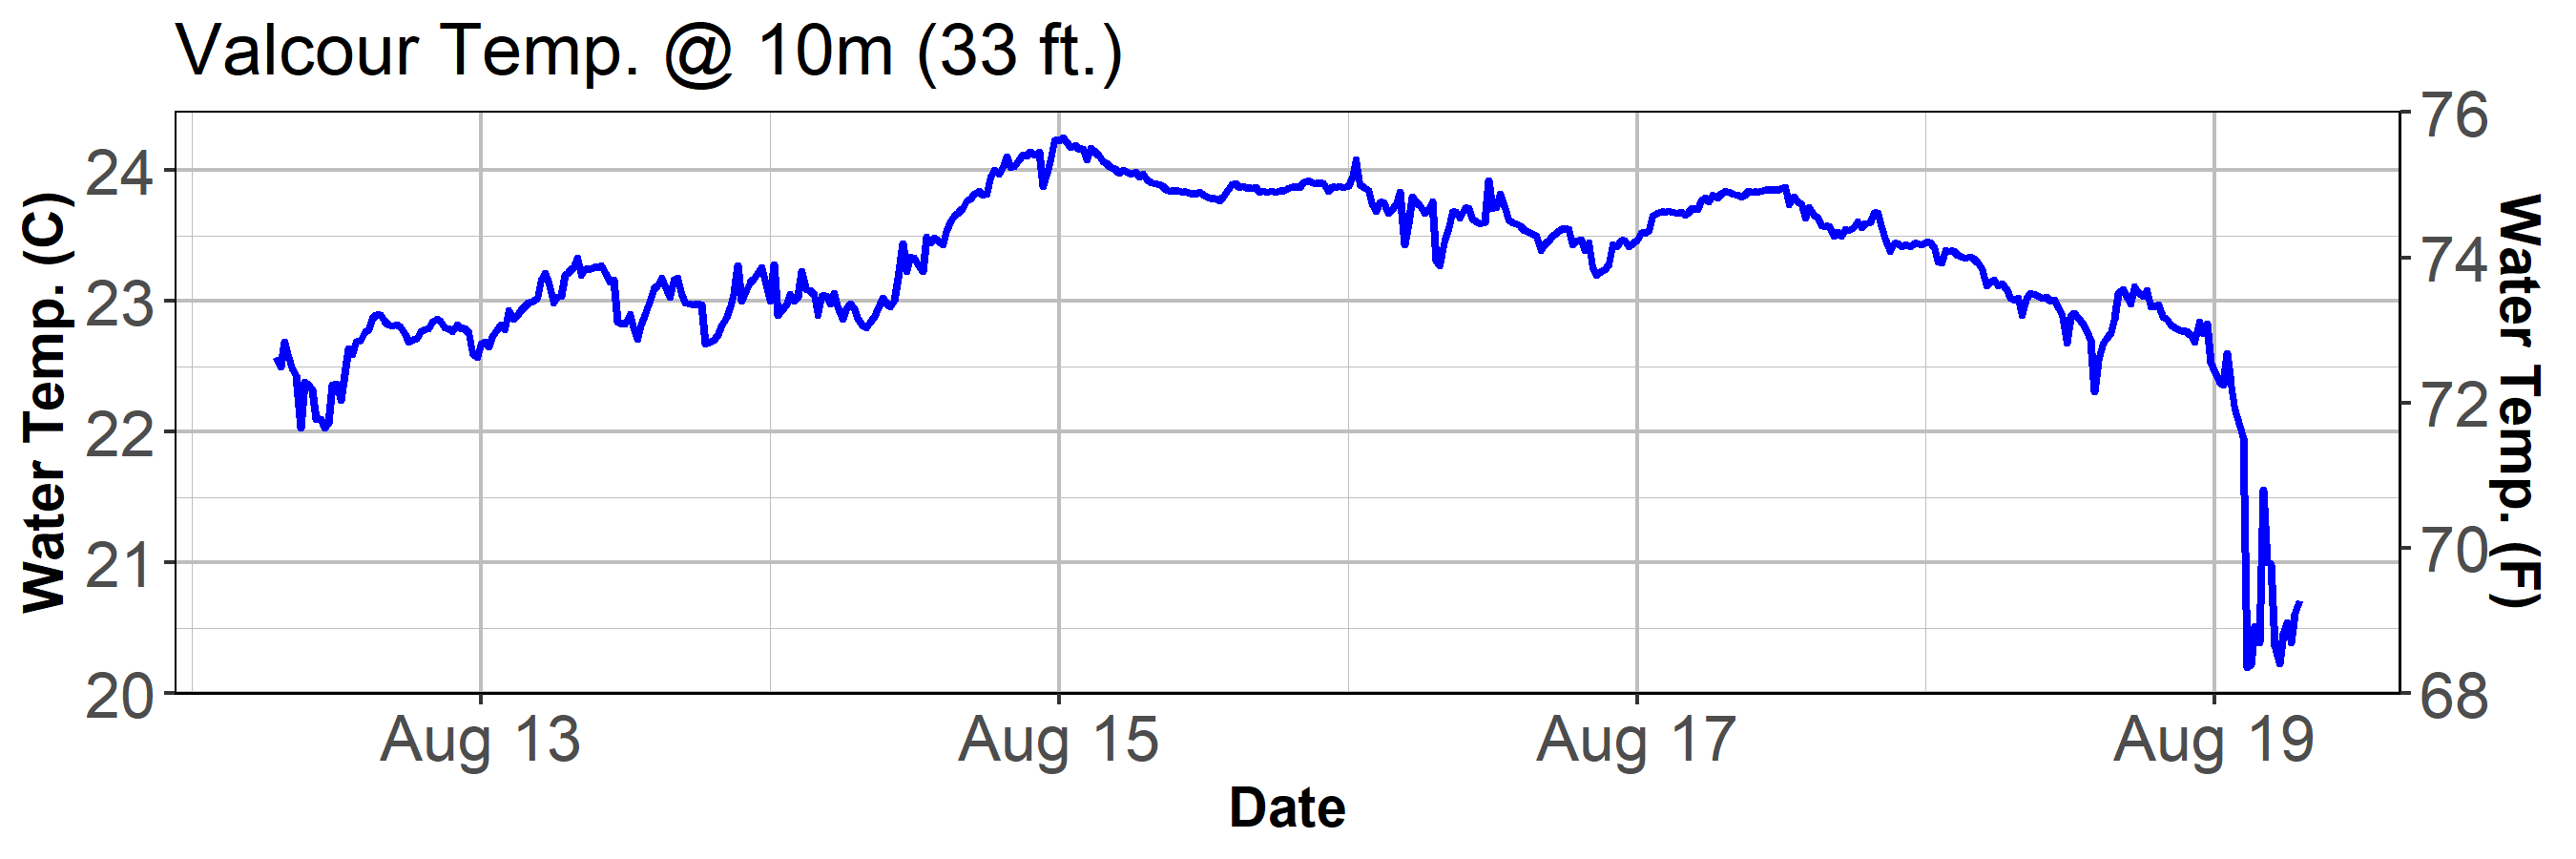 Valcour Temp. @ 10m (33 ft.)
Water Temp. (C)
24
23
22
21
20
76
74
72
70
68
Water Temp. (F)
Aug 13
Aug 15
Aug 17
Aug 19
Date